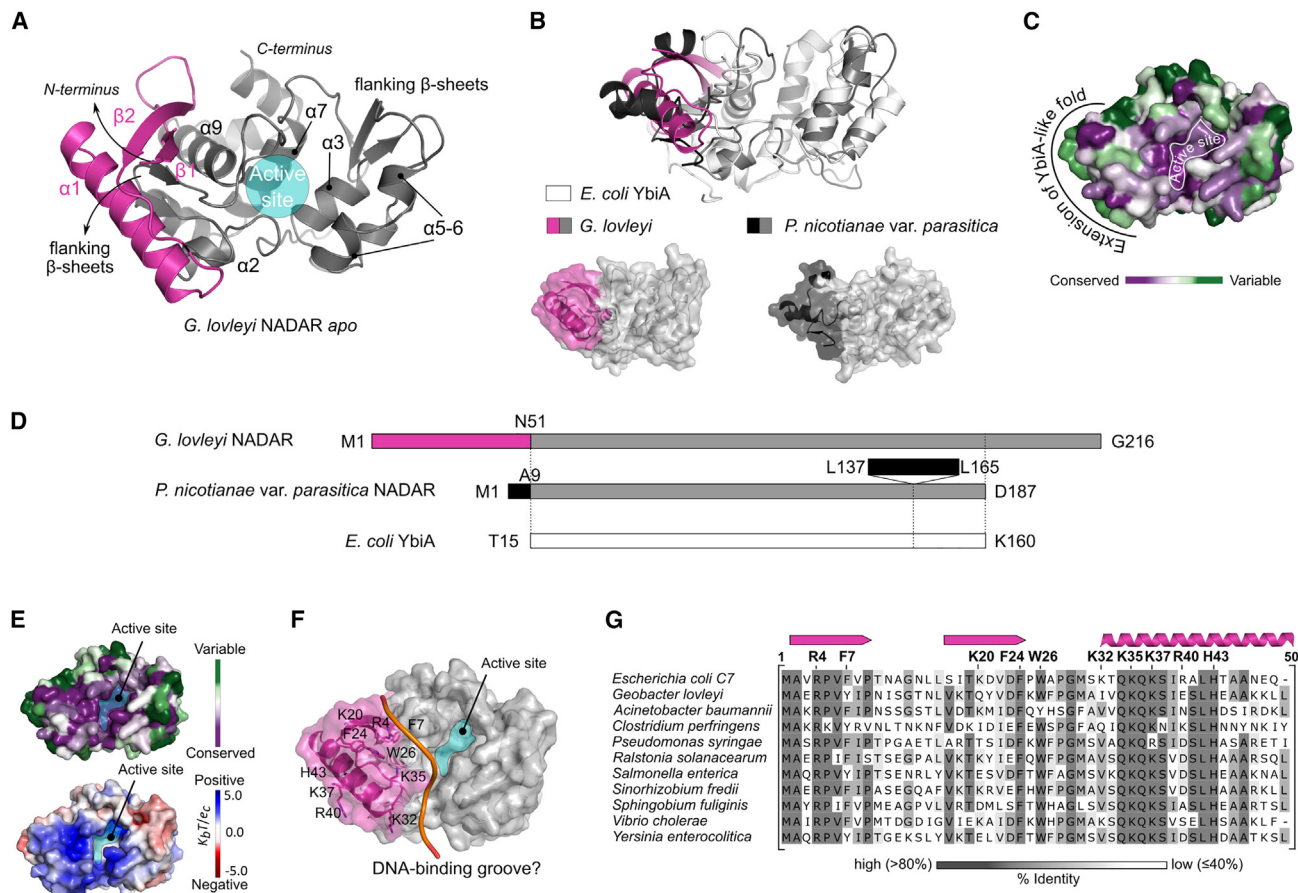 A
C-terminus
N-terminus
flanking β-sheets
β2
α9
α7
α3
β1
α1
Active
site
flanking
β-sheets
α2
α5-6
G. lovleyi NADAR apo
B
E. coli YbiA
G. lovleyi
P. nicotianae var. parasitica
C
Extension of YbiA-like fold
Active site
Conserved
Variable
D
N51
G. lovleyi NADAR
M1
G216
L137
L165
A9
P. nicotianae var. parasitica NADAR
M1
D187
E. coli YbiA
T15
K160
E
Active site
Variable
Conserved
Active site
Positive
5.0
0.0
-5.0
Negative
KbT/ec
F
Active site
K20
R4
F7
F24
W26
H43
K35
K37
R40
K32
DNA-binding groove?
G
1 R4 F7 K20 F24 W26 K32 K35 K37 R40 H43 50
Escherichia coli C7 MAVRPVFVPTNAGNLLSITKDVDFPWFPGMSKTQKQKSIRALHTAANEQ-
Geobacter lovleyi
Acinetobacter baumannii
Clostridium perfringens
Pseudomonas syringae
Ralstonia solanacearum
Salmonella enterica
Sinorhizobium fredii
Sphingobium fuliginis
Vibrio cholerae
Yersinia enterocolitica
high (>80%)
low (≤40%)
% Identity